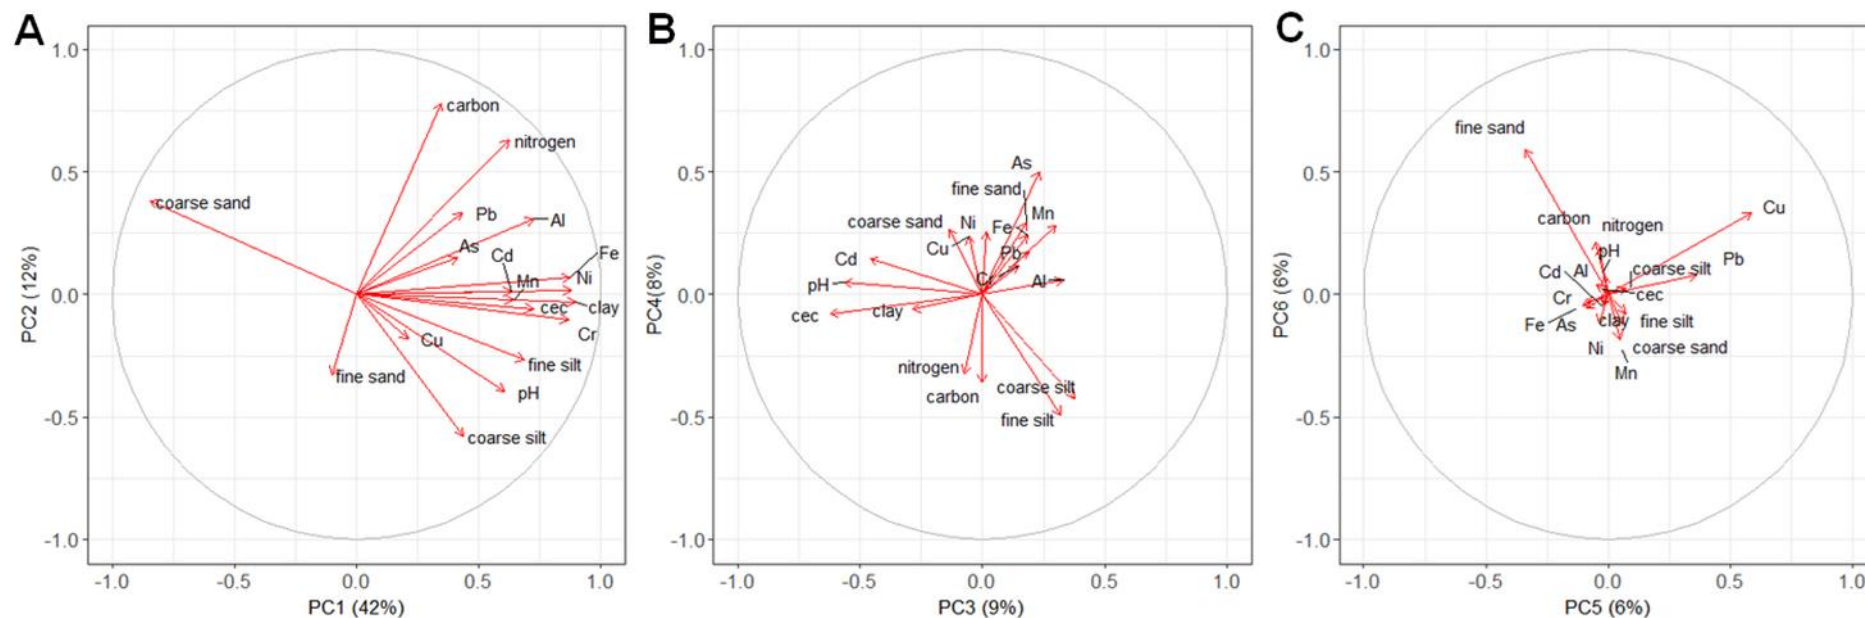 A
1.0
0.5
0.0
-0.5
-1.0
PC2 (12%)
carbon
nitrogen
coarse sand
Pb
Al
As
Cd
Fe
Ni
Mn
cec
clay
Cr
Cu
fine silt
fine sand
pH
coarse silt
-1.0 -0.5 0.0 0.5 1.0
PC1 (42%)
B
1.0
0.5
0.0
-0.5
-1.0
PC4(8%)
As
fine sand
Mn
coarse sand
Ni
Fe
Cu
Pb
Cd
Cr
Al
pH
cec
clay
nitrogen
coarse silt
carbon
fine silt
-1.0 -0.5 0.0 0.5 1.0
PC3 (9%)
C
1.0
0.5
0.0
-0.5
-1.0
PC6 (6%)
fine sand
Cu
carbon
nitrogen
pH
Pb
Cd
Al
coarse silt
Cr
cec
Fe
As
clay
fine silt
Ni
coarse sand
Mn
-1.0 -0.5 0.0 0.5 1.0
PC5 (6%)